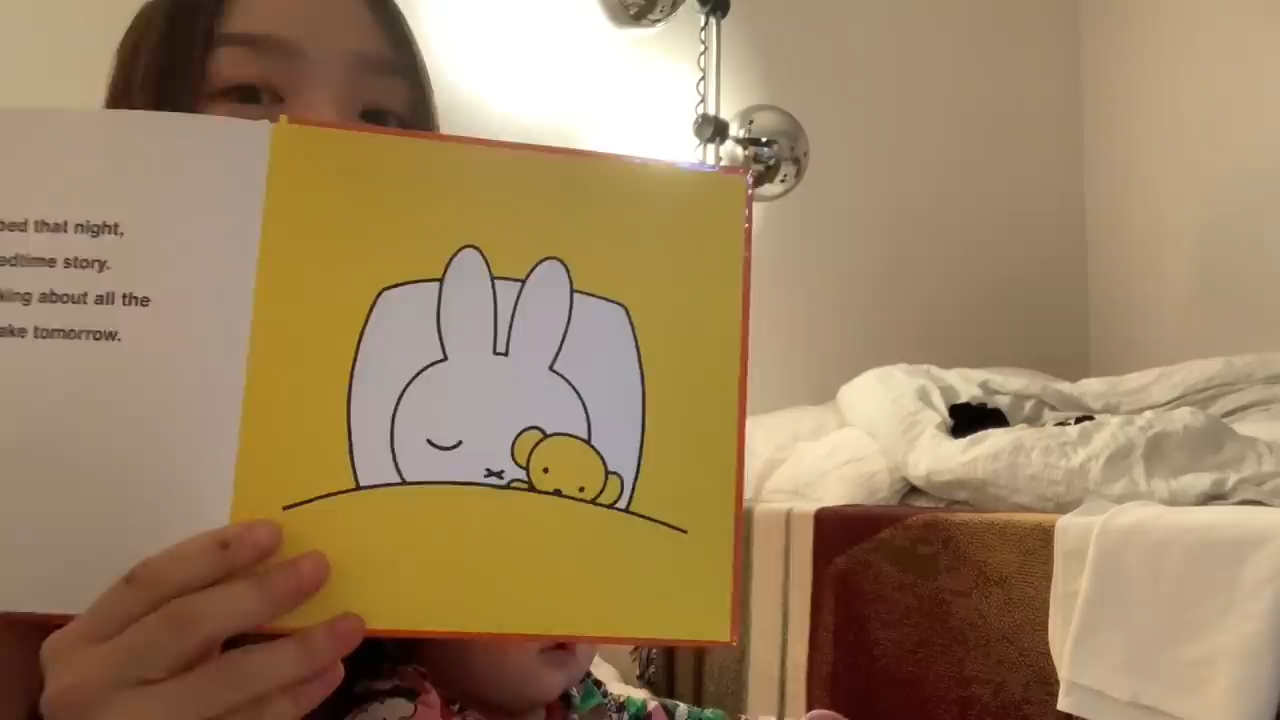 bed that night,
edtime story.
king about all the
ake tomorrow.